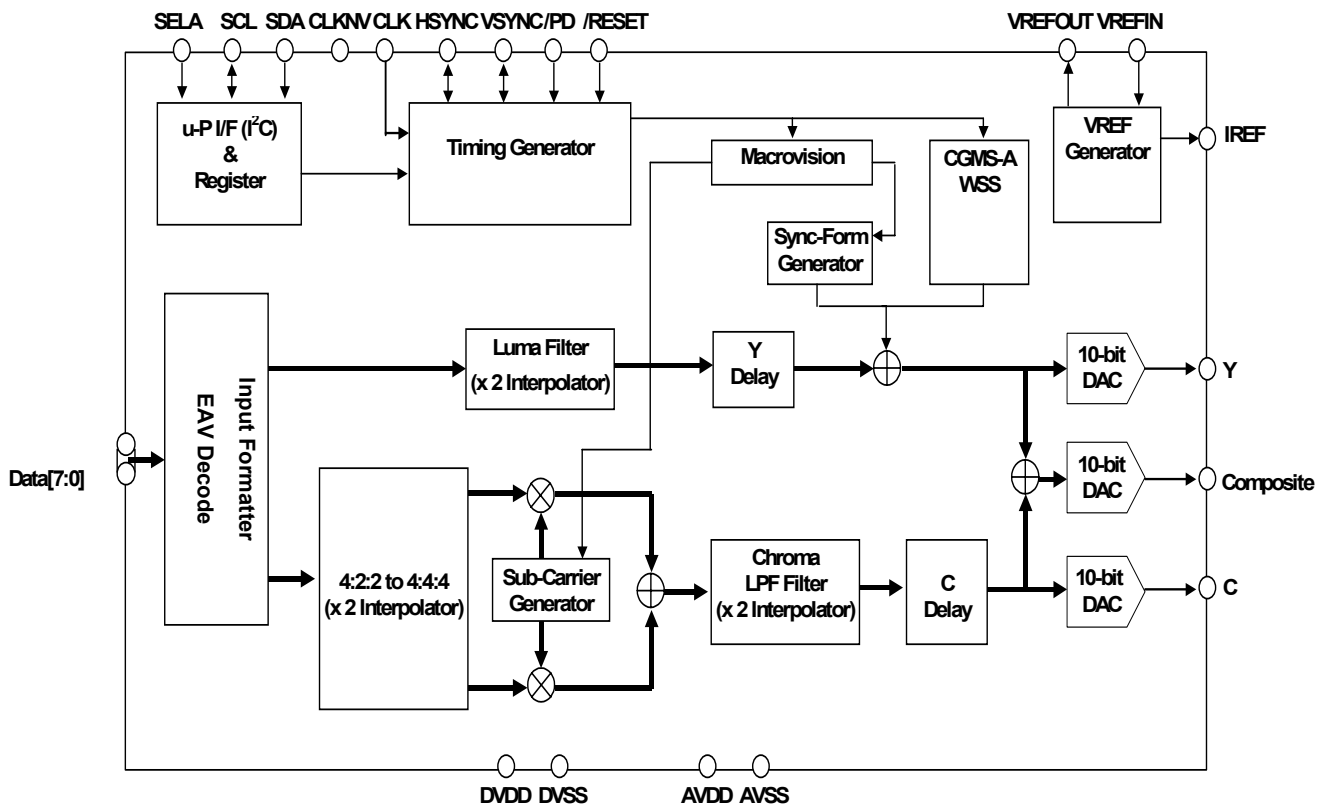 SELA SCL SDA CLKNV CLK HSYNC VSYNC /PD /RESET VREFOUT VREFIN
u-P I/F (I²C)
&
Register
Timing Generator
Macrovision
CGMS-A
WSS
VREF
Generator
IREF
Sync-Form
Generator
Input Formatter
EAV Decode
Luma Filter
(x 2 Interpolator)
Y
Delay
10-bit
DAC
Y
Data[7:0]
10-bit
DAC
Composite
4:2:2 to 4:4:4
(x 2 Interpolator)
Sub-Carrier
Generator
Chroma
LPF Filter
(x 2 Interpolator)
C
Delay
10-bit
DAC
C
DVDD DVSS AVDD AVSS